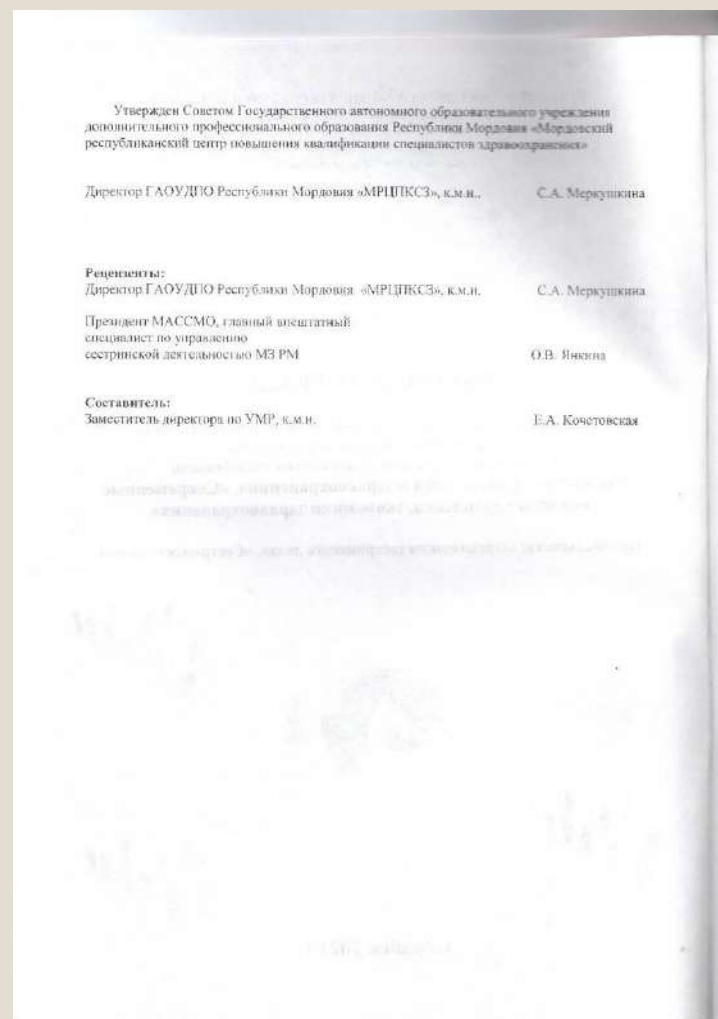 Утвержден Советом Государственного автономного образовательного учреждения
дополнительного профессионального образования Республики Мордовия «Мордовский
республиканский центр повышения квалификации специалистов здравоохранения»
Директор ГАОУДПО Республики Мордовия «МРЦПКСЗ», к.м.н., С.А. Меркушкина
Рецензенты:
Директор ГАОУДПО Республики Мордовия «МРЦПКСЗ», к.м.н. С.А. Меркушкина
Президент МАССМО, главный внештатный
специалист по управлению
сестринской деятельностью МЗ РМ О.В. Янкина
Составитель:
Заместитель директора по УМР, к.м.н. Е.А. Кочетовская